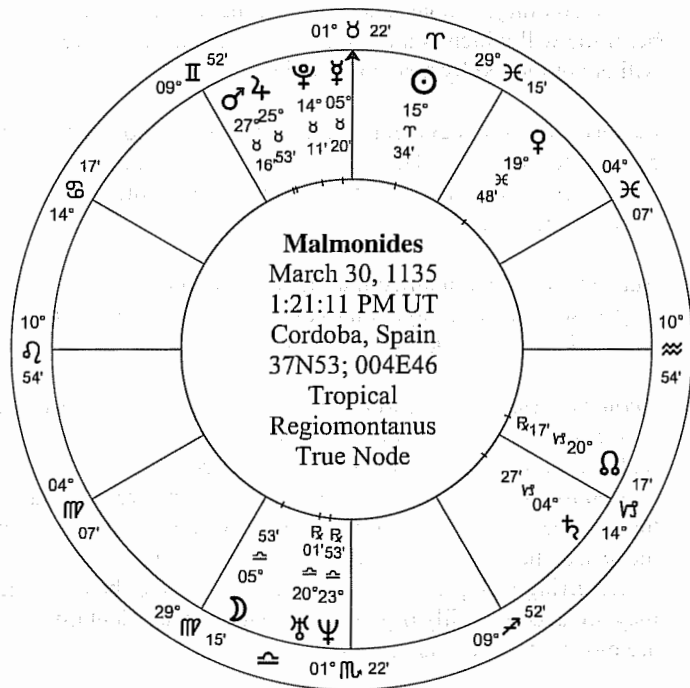 01° ♉ 22'
♈
29° ♓ 15'
04° ♓ 07'
10° ♒ 54'
17' ♑ 14°
09° ♐ 52'
01° ♏ 22'
♎
29° ♍ 15'
04° ♍ 07'
10° ♌ 54'
14° ♋ 17'
09° ♊ 52'
♂ 27° ♉ 16'
♃ 25° ♉ 53'
♇ 14° ♉ 11'
☿ 05° ♉ 20'
☉ 15° ♈ 34'
♀ 19° ♓ 48'
Malmonides
March 30, 1135
1:21:11 PM UT
Cordoba, Spain
37N53; 004E46
Tropical
Regiomontanus
True Node
℞ 17' ♑ 20° ☊
27' ♑ 04° ♄
53' ♎ 05° ☽
℞ 01' ♎ 20° ♅
℞ 53' ♎ 23° ♆